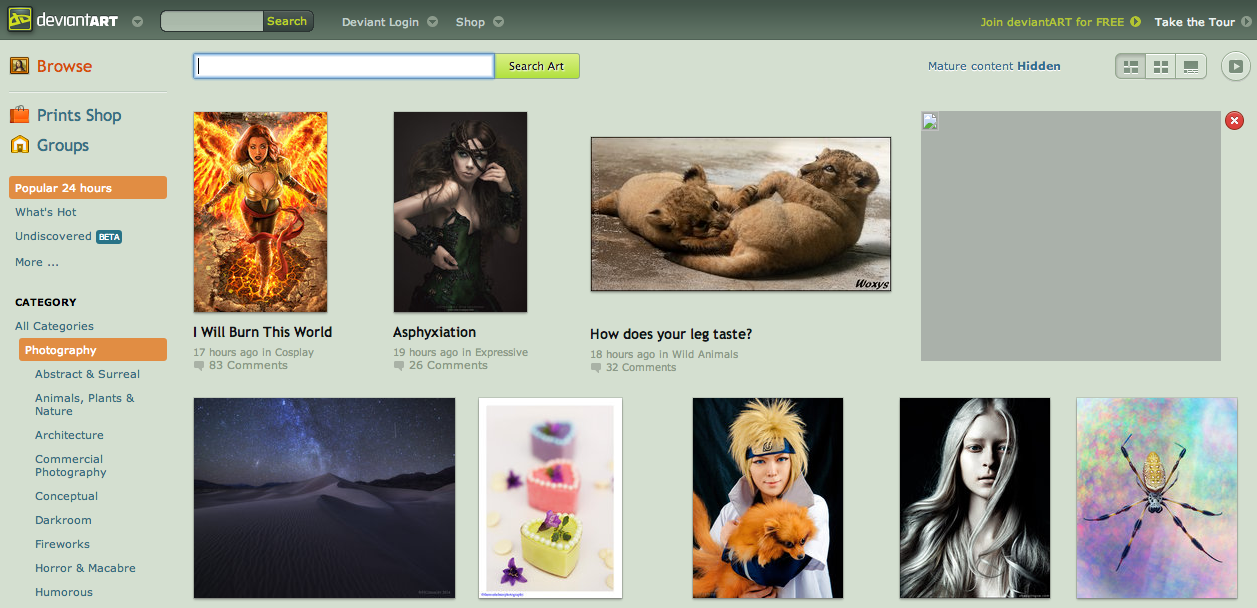 deviantART
Search
Deviant Login
Shop
Join deviantART for FREE
Take the Tour
Browse
Search Art
Mature content Hidden
Prints Shop
Groups
Popular 24 hours
What's Hot
Undiscovered BETA
More ...
CATEGORY
All Categories
Photography
Abstract & Surreal
Animals, Plants &
Nature
Architecture
Commercial
Photography
Conceptual
Darkroom
Fireworks
Horror & Macabre
Humorous
I Will Burn This World
17 hours ago in Cosplay
83 Comments
Asphyxiation
19 hours ago in Expressive
26 Comments
Woxys
How does your leg taste?
18 hours ago in Wild Animals
32 Comments